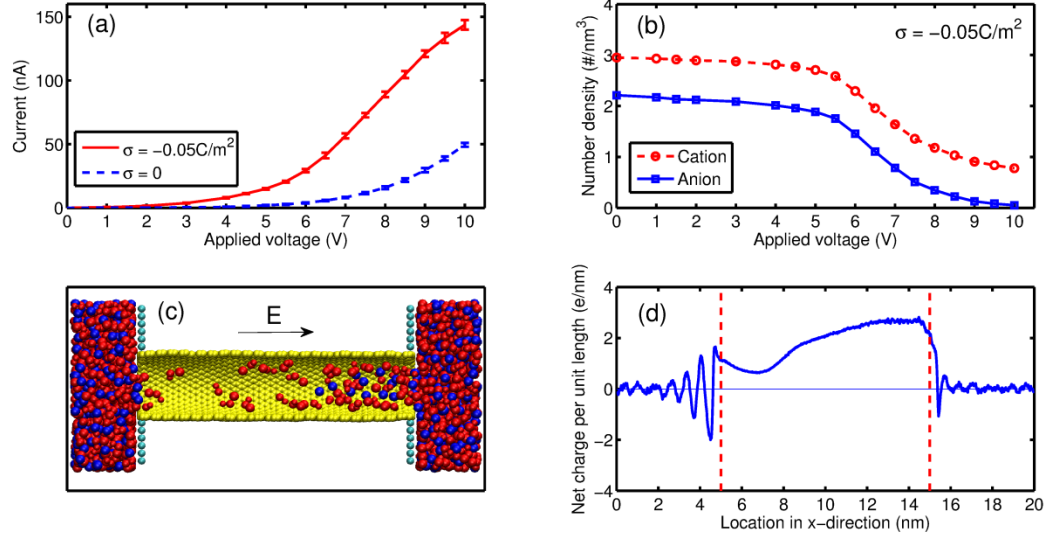 (a)
Current (nA)
150
100
50
0
σ = −0.05C/m²
σ = 0
0 1 2 3 4 5 6 7 8 9 10
Applied voltage (V)
(b)
σ = −0.05C/m²
Number density (#/nm³)
4
3
2
1
0
Cation
Anion
0 1 2 3 4 5 6 7 8 9 10
Applied voltage (V)
(c)
E
(d)
Net charge per unit length (e/nm)
4
2
0
−2
−4
0 2 4 6 8 10 12 14 16 18 20
Location in x−direction (nm)